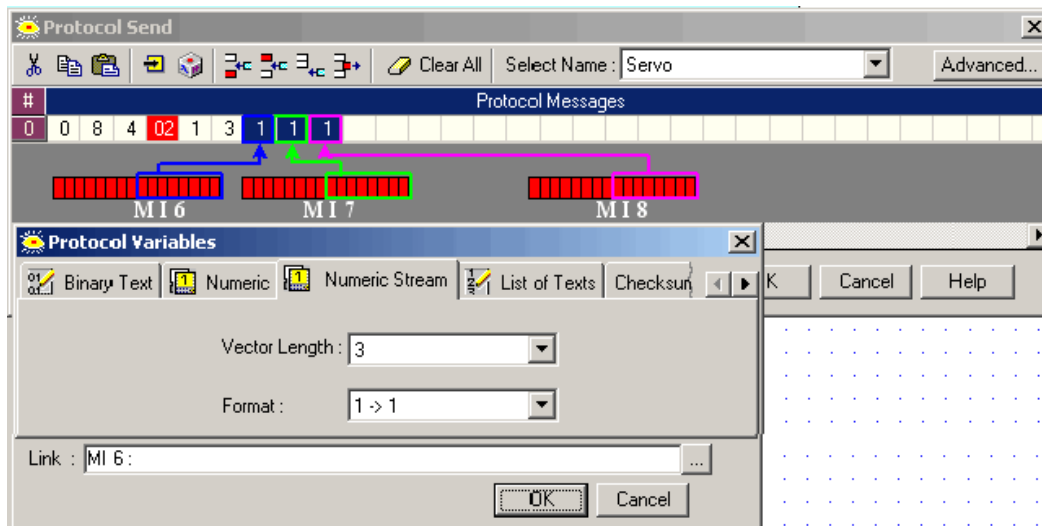 Protocol Send
Clear All Select Name : Servo Advanced...
# Protocol Messages
0 0 8 4 02 1 3 1 1 1
MI 6 MI 7 MI 8
Protocol Variables
Binary Text Numeric Numeric Stream List of Texts Checksum K Cancel Help
Vector Length : 3
Format : 1 -> 1
Link : MI 6 : ...
OK Cancel